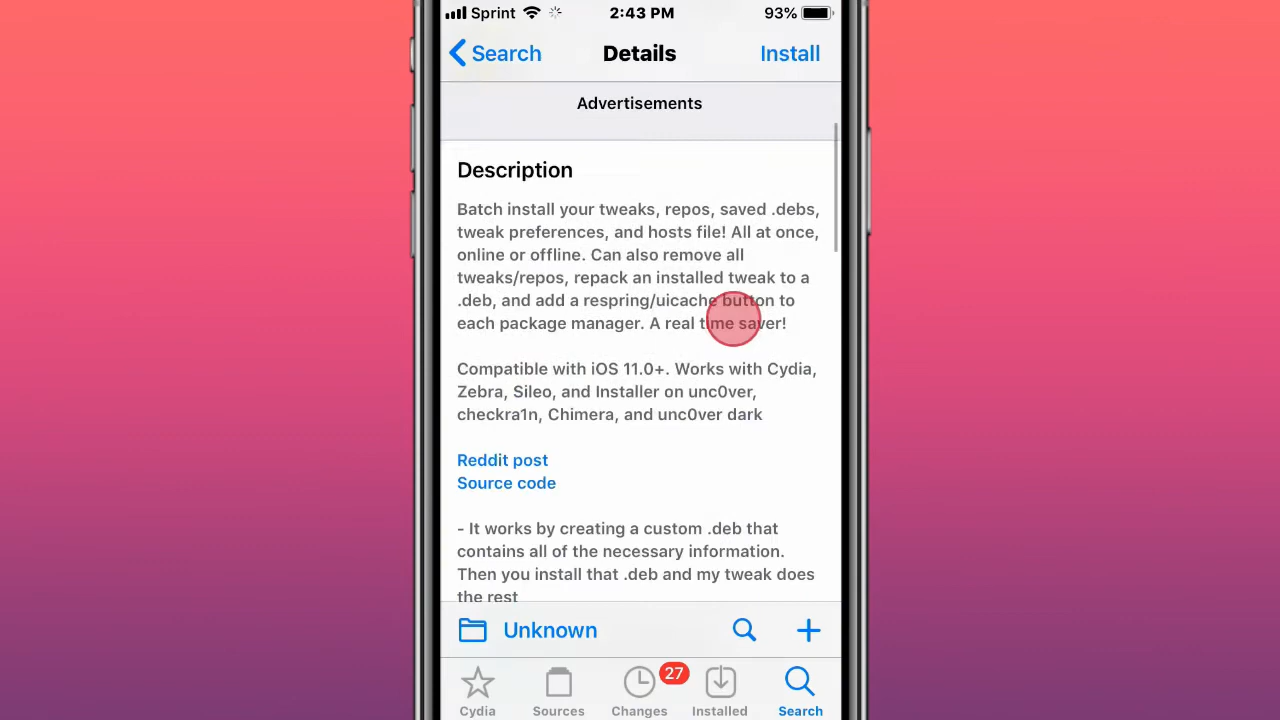 Sprint 2:43 PM 93%
Search Details Install
Advertisements
Description
Batch install your tweaks, repos, saved .debs,
tweak preferences, and hosts file! All at once,
online or offline. Can also remove all
tweaks/repos, repack an installed tweak to a
.deb, and add a respring/uicache button to
each package manager. A real time saver!
Compatible with iOS 11.0+. Works with Cydia,
Zebra, Sileo, and Installer on unc0ver,
checkra1n, Chimera, and unc0ver dark
Reddit post
Source code
- It works by creating a custom .deb that
contains all of the necessary information.
Then you install that .deb and my tweak does
the rest
Unknown
27
Cydia Sources Changes Installed Search